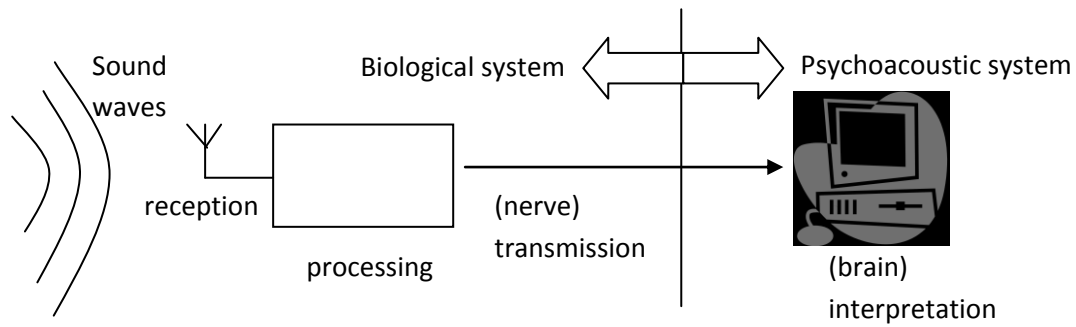 Sound
waves
Biological system
Psychoacoustic system
reception
processing
(nerve)
transmission
(brain)
interpretation